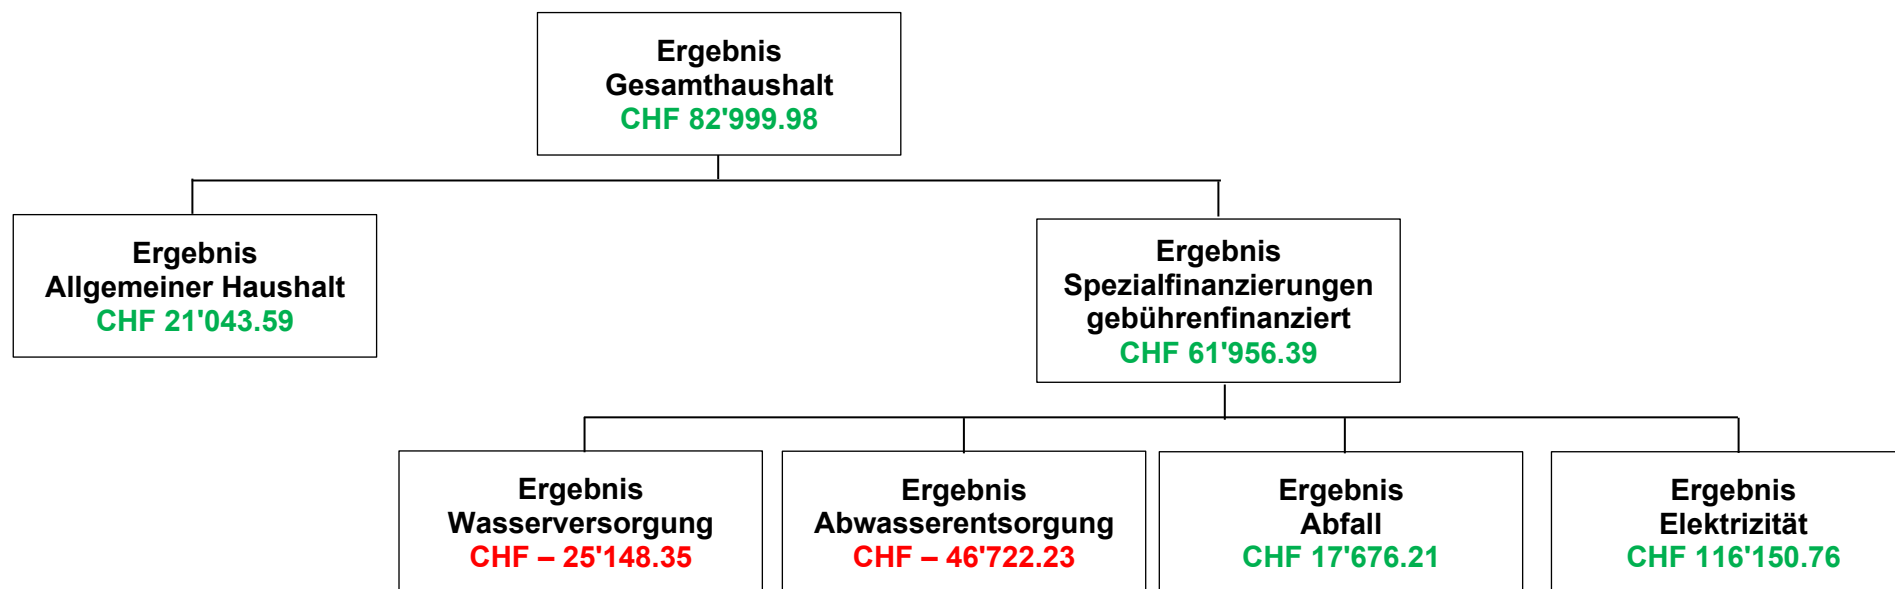 Ergebnis
Gesamthaushalt
CHF 82'999.98
Ergebnis
Allgemeiner Haushalt
CHF 21'043.59
Ergebnis
Spezialfinanzierungen
gebührenfinanziert
CHF 61'956.39
Ergebnis
Wasserversorgung
CHF – 25'148.35
Ergebnis
Abwasserentsorgung
CHF – 46'722.23
Ergebnis
Abfall
CHF 17'676.21
Ergebnis
Elektrizität
CHF 116'150.76